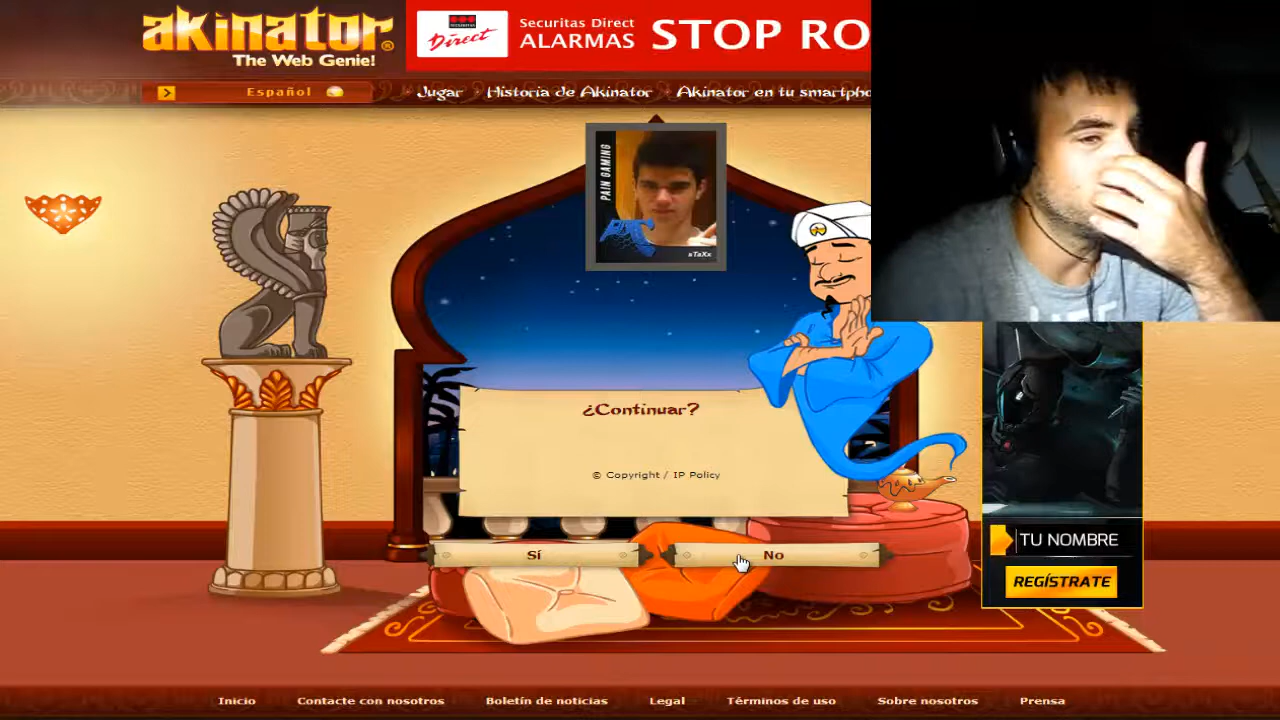 akinator®
The Web Genie!
Securitas Direct
ALARMAS
STOP RO
Direct
Español
Jugar
Historia de Akinator
Akinator en tu smartpho
PAIN GAMING
xTaXx
¿Continuar?
© Copyright / IP Policy
Sí
No
TU NOMBRE
REGÍSTRATE
Inicio
Contacte con nosotros
Boletín de noticias
Legal
Términos de uso
Sobre nosotros
Prensa